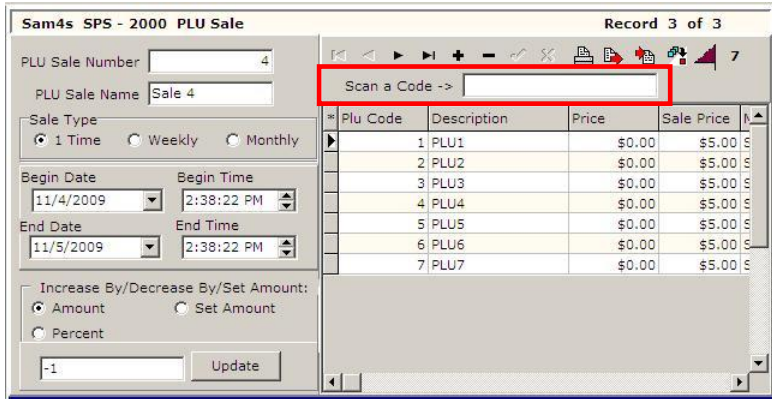 Sam4s SPS - 2000 PLU Sale Record 3 of 3
PLU Sale Number 4
PLU Sale Name Sale 4
Sale Type
1 Time Weekly Monthly
Begin Date Begin Time
11/4/2009 2:38:22 PM
End Date End Time
11/5/2009 2:38:22 PM
Increase By/Decrease By/Set Amount:
Amount Set Amount
Percent
-1 Update
7
Scan a Code ->
* Plu Code Description Price Sale Price M
1 PLU1 $0.00 $5.00 S
2 PLU2 $0.00 $5.00 S
3 PLU3 $0.00 $5.00 S
4 PLU4 $0.00 $5.00 S
5 PLU5 $0.00 $5.00 S
6 PLU6 $0.00 $5.00 S
7 PLU7 $0.00 $5.00 S